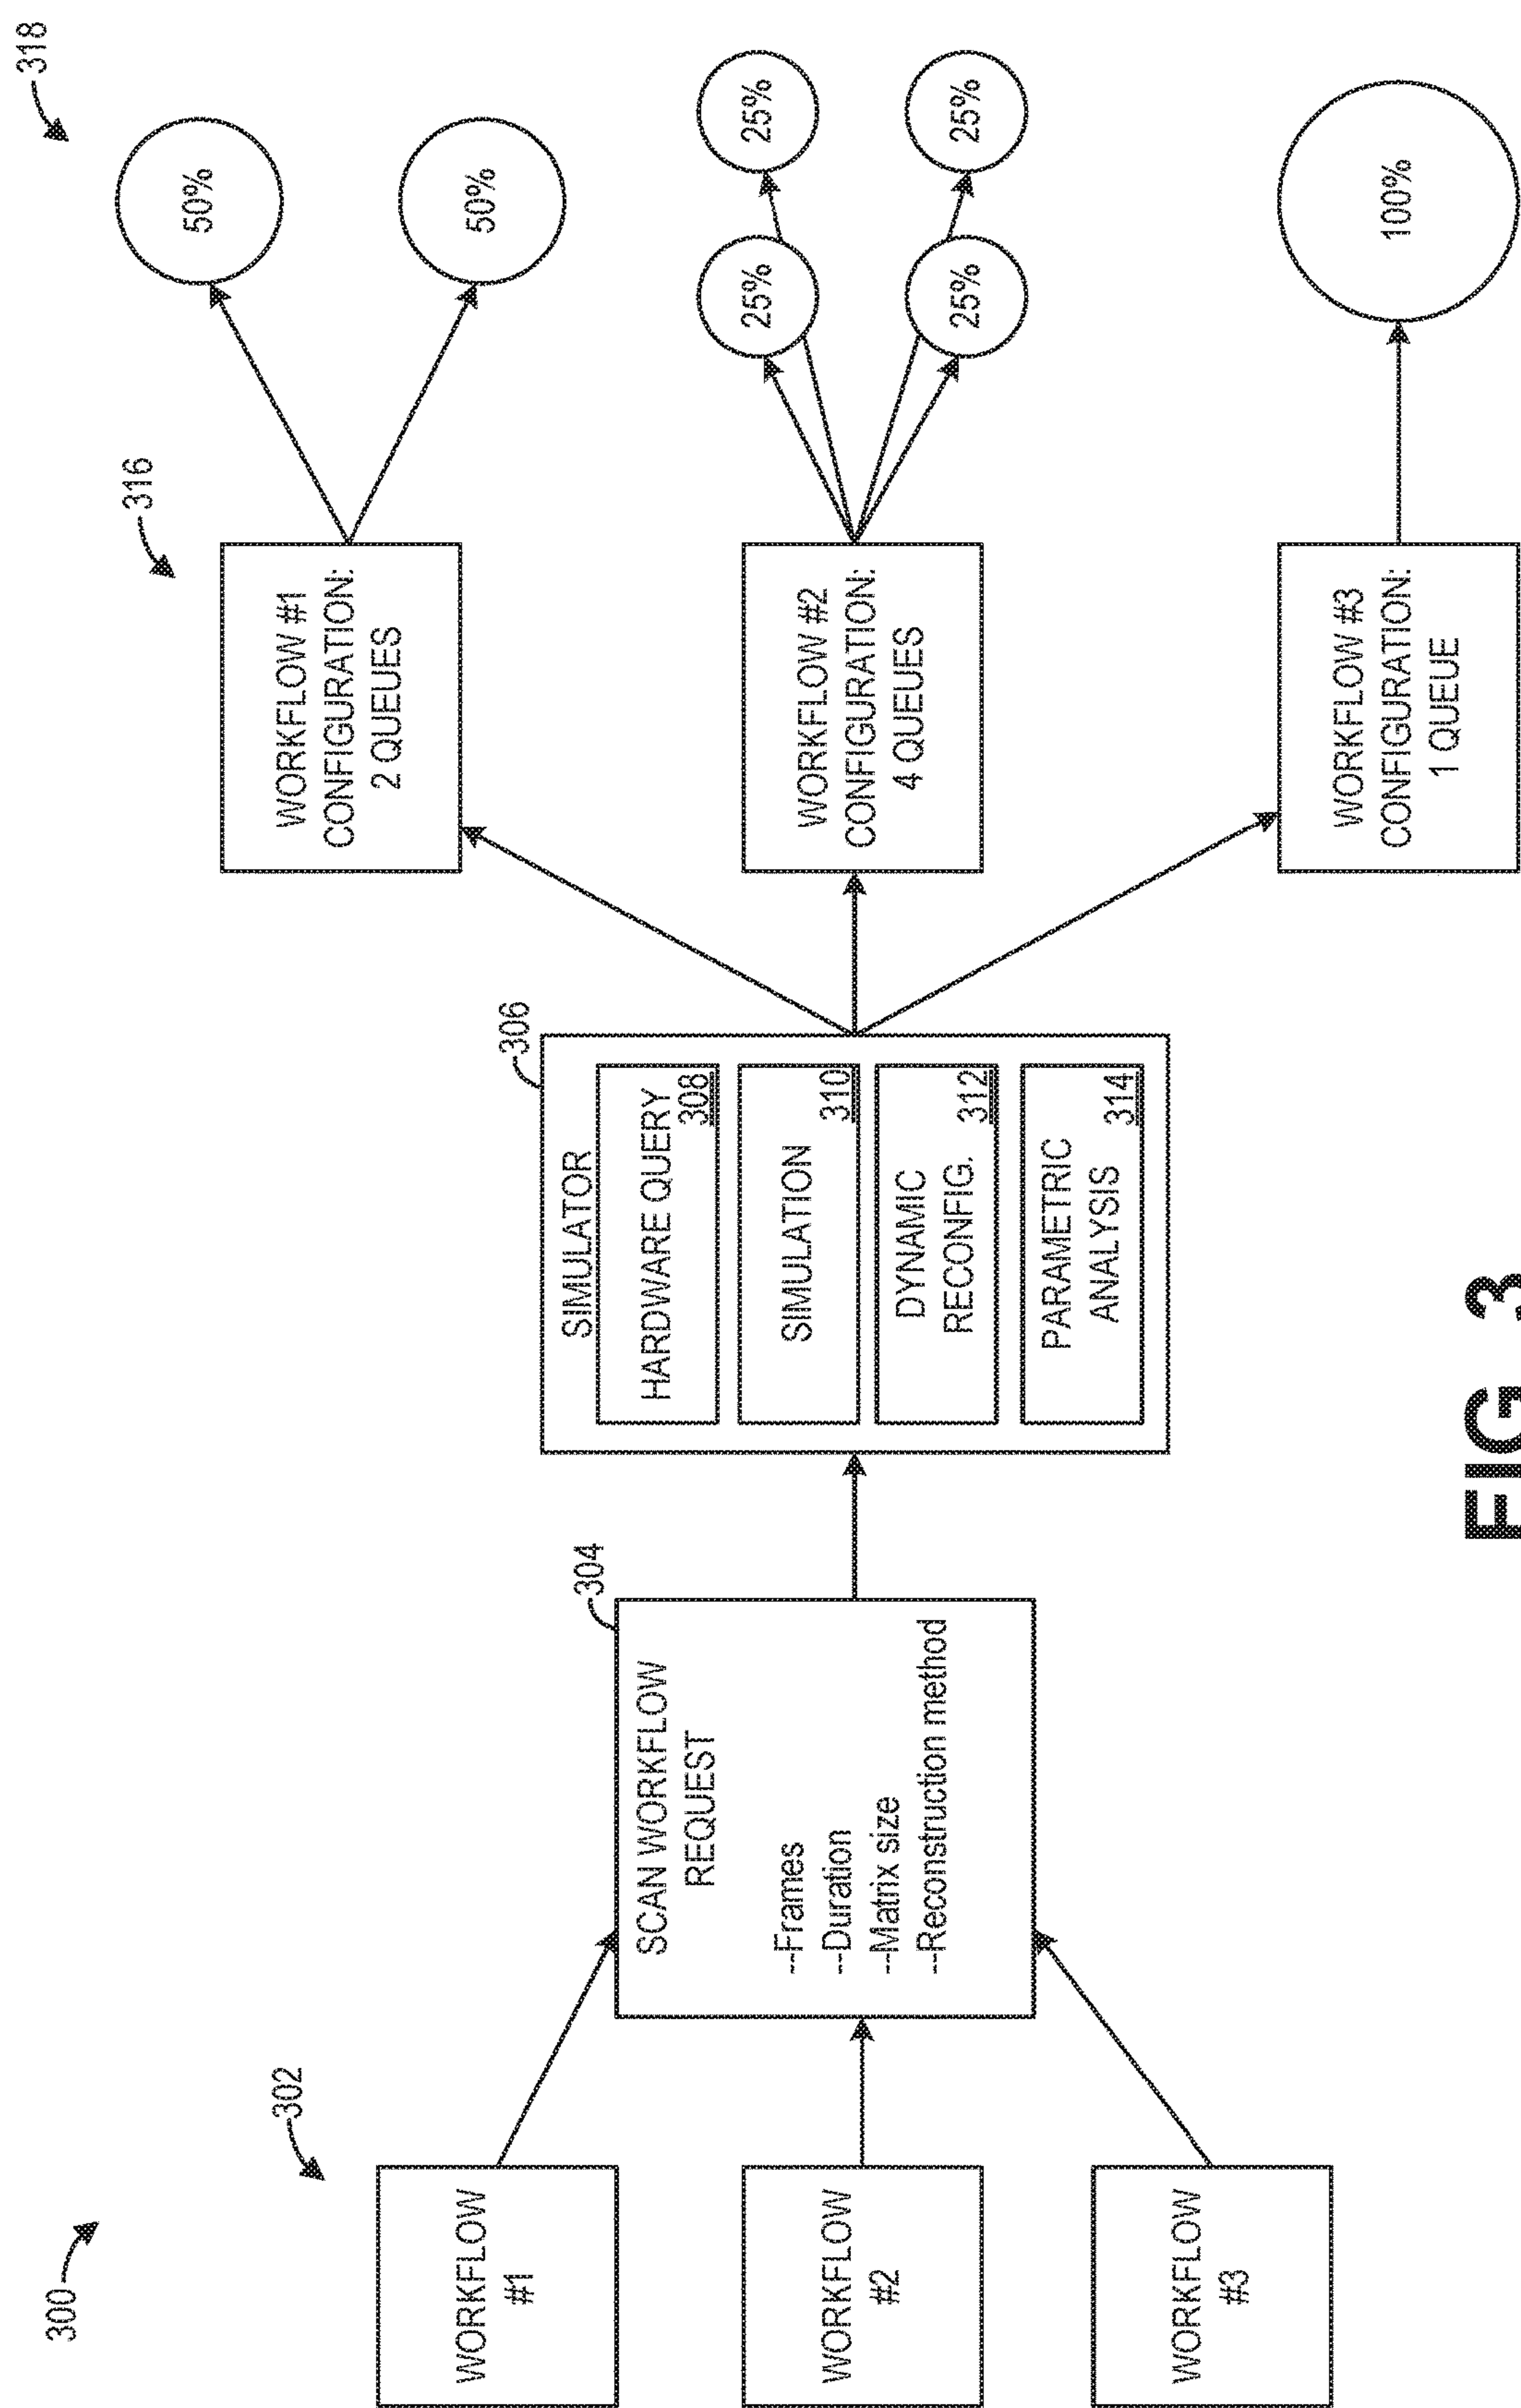 300
302
WORKFLOW
#1
WORKFLOW
#2
WORKFLOW
#3
304
SCAN WORKFLOW
REQUEST
--Frames
--Duration
--Matrix size
--Reconstruction method
306
SIMULATOR
HARDWARE QUERY
308
SIMULATION
310
DYNAMIC
RECONFIG.
312
PARAMETRIC
ANALYSIS
314
316
WORKFLOW #1
CONFIGURATION:
2 QUEUES
WORKFLOW #2
CONFIGURATION:
4 QUEUES
WORKFLOW #3
CONFIGURATION:
1 QUEUE
318
50%
50%
25%
25%
25%
25%
100%
FIG. 3